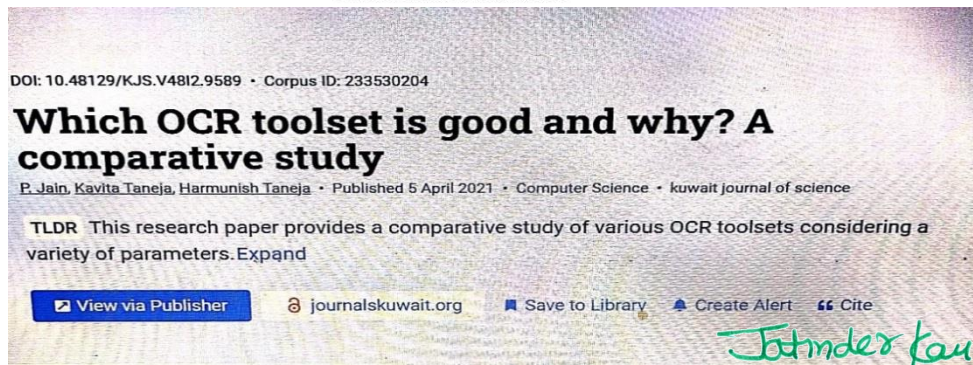 DOI: 10.48129/KJS.V48I2.9589 • Corpus ID: 233530204
Which OCR toolset is good and why? A
comparative study
P. Jain, Kavita Taneja, Harmunish Taneja • Published 5 April 2021 • Computer Science • kuwait journal of science
TLDR This research paper provides a comparative study of various OCR toolsets considering a
variety of parameters. Expand
View via Publisher journalskuwait.org Save to Library Create Alert Cite
Jatinder Kau